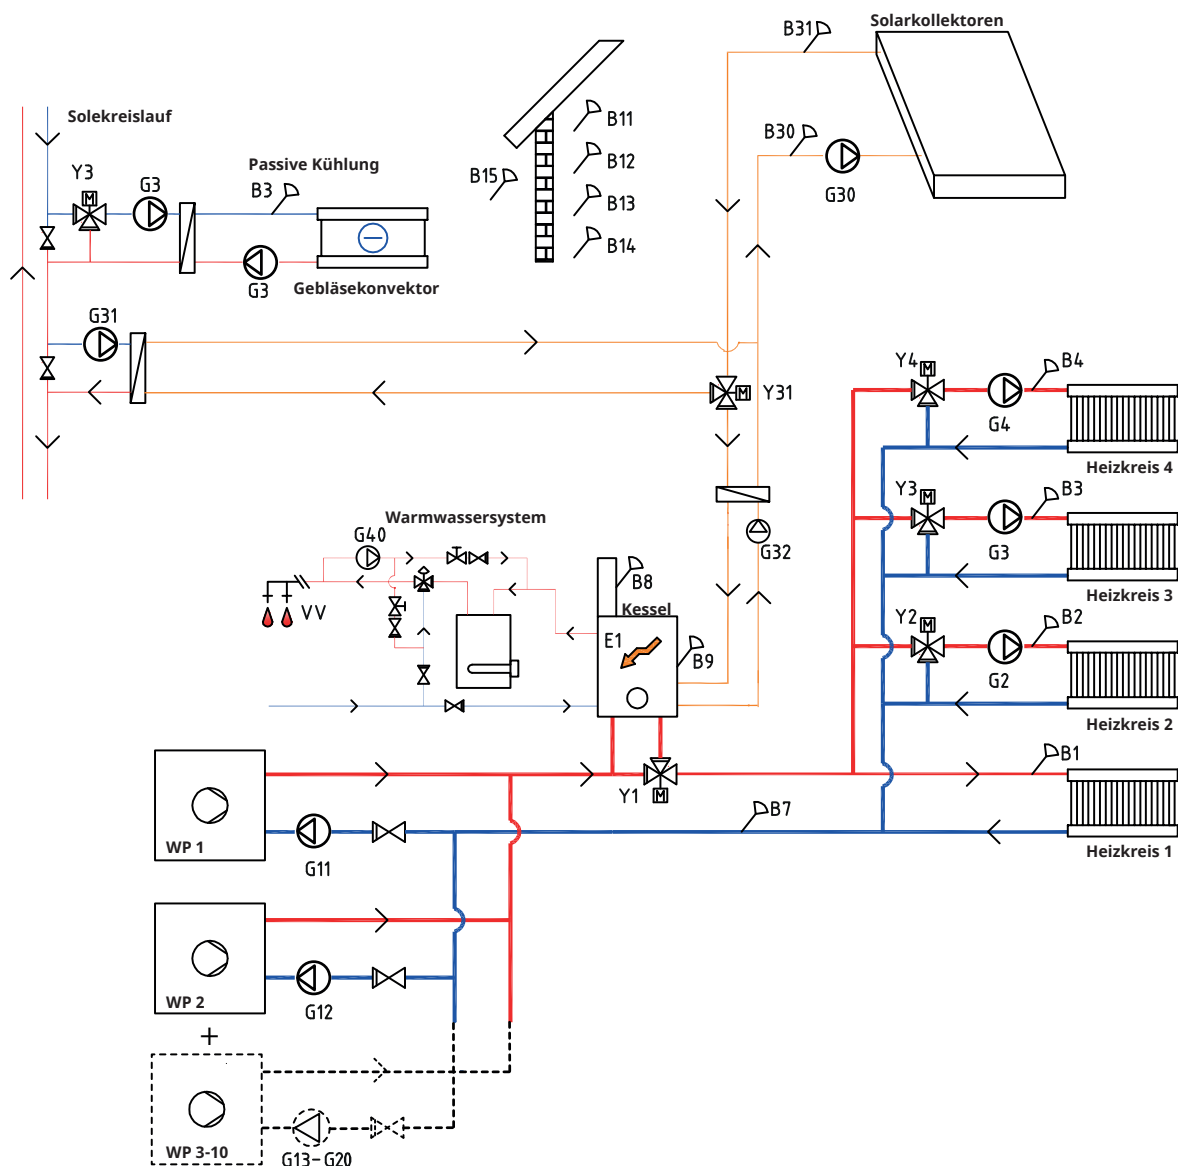 Solarkollektoren
B31
Solekreislauf
B11
B30
Passive Kühlung
B12
Y3
G3
B3
B15
G30
B13
B14
M
G3
Gebläsekonvektor
G31
Y4
B4
M
Y31
M
G4
Heizkreis 4
Y3
B3
M
Warmwassersystem
G40
G32
G3
B8
Heizkreis 3
VV
Kessel
Y2
B2
M
E1
B9
G2
Heizkreis 2
B1
Y1
M
B7
WP 1
G11
Heizkreis 1
WP 2
G12
+
WP 3-10
G13-G20